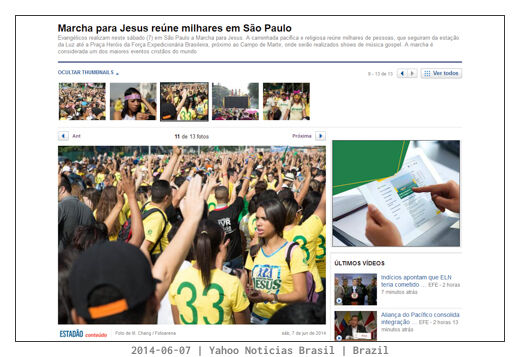 Marcha para Jesus reúne milhares em São Paulo
Evangélicos realizam neste sábado (7) em São Paulo a Marcha para Jesus. A caminhada pacífica e religiosa reúne milhares de pessoas, que seguiram da estação
da Luz até a Praça Heróis da Força Expedicionária Brasileira, próximo ao Campo de Marte, onde serão realizados shows de música gospel. A marcha é
considerada um dos maiores eventos cristãos do mundo.
OCULTAR THUMBNAILS
9 - 13 de 13
Ver todos
Ant
11 de 13 fotos
Próxima
33
JESUS
ESTADÃO conteúdo
Foto de M. Chang / Fotoarena
sáb, 7 de jun de 2014
ÚLTIMOS VÍDEOS
Indícios apontam que ELN
teria cometido ... EFE - 2 horas
7 minutos atrás
Aliança do Pacífico consolida
integração ... EFE - 2 horas 13
minutos atrás
2014-06-07 | Yahoo Noticias Brasil | Brazil